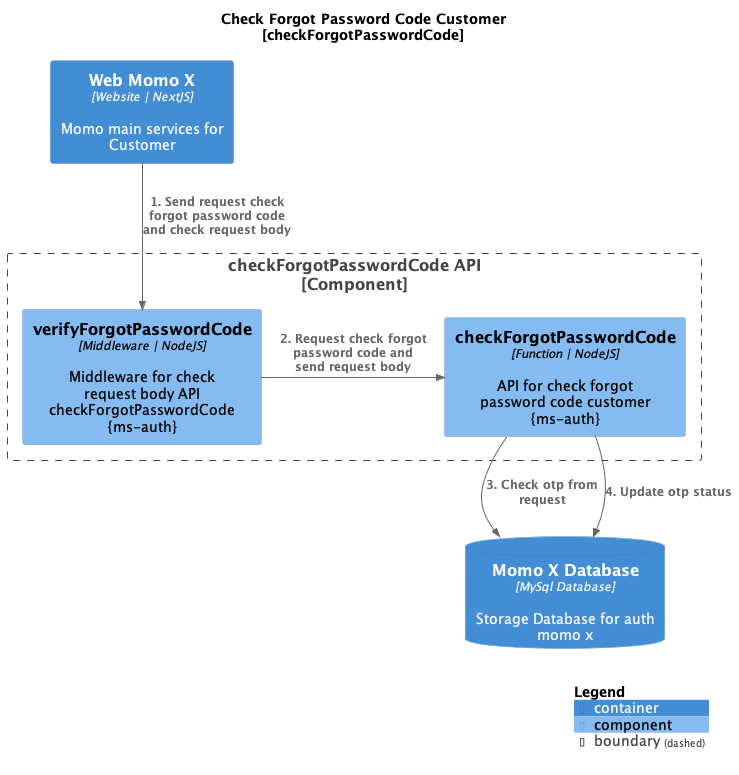 Check Forgot Password Code Customer
[checkForgotPasswordCode]
Web Momo X
[Website | NextJS]
Momo main services for
Customer
1. Send request check
forgot password code
and check request body
checkForgotPasswordCode API
[Component]
verifyForgotPasswordCode
[Middleware | NodeJS]
Middleware for check
request body API
checkForgotPasswordCode
{ms-auth}
2. Request check forgot
password code and
send request body
checkForgotPasswordCode
[Function | NodeJS]
API for check forgot
password code customer
{ms-auth}
3. Check otp from
request
4. Update otp status
Momo X Database
[MySql Database]
Storage Database for auth
momo x
Legend
container
component
boundary (dashed)